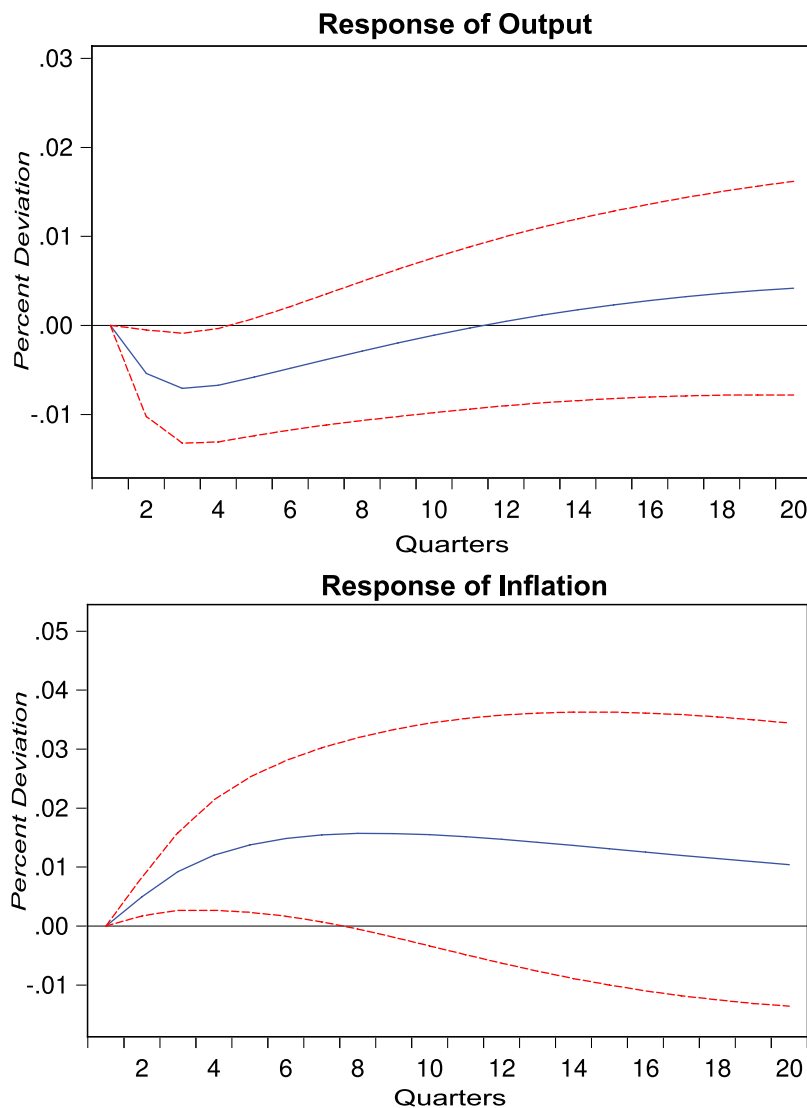 Response of Output
Percent Deviation
.03
.02
.01
.00
-.01
2 4 6 8 10 12 14 16 18 20
Quarters
Response of Inflation
Percent Deviation
.05
.04
.03
.02
.01
.00
-.01
2 4 6 8 10 12 14 16 18 20
Quarters